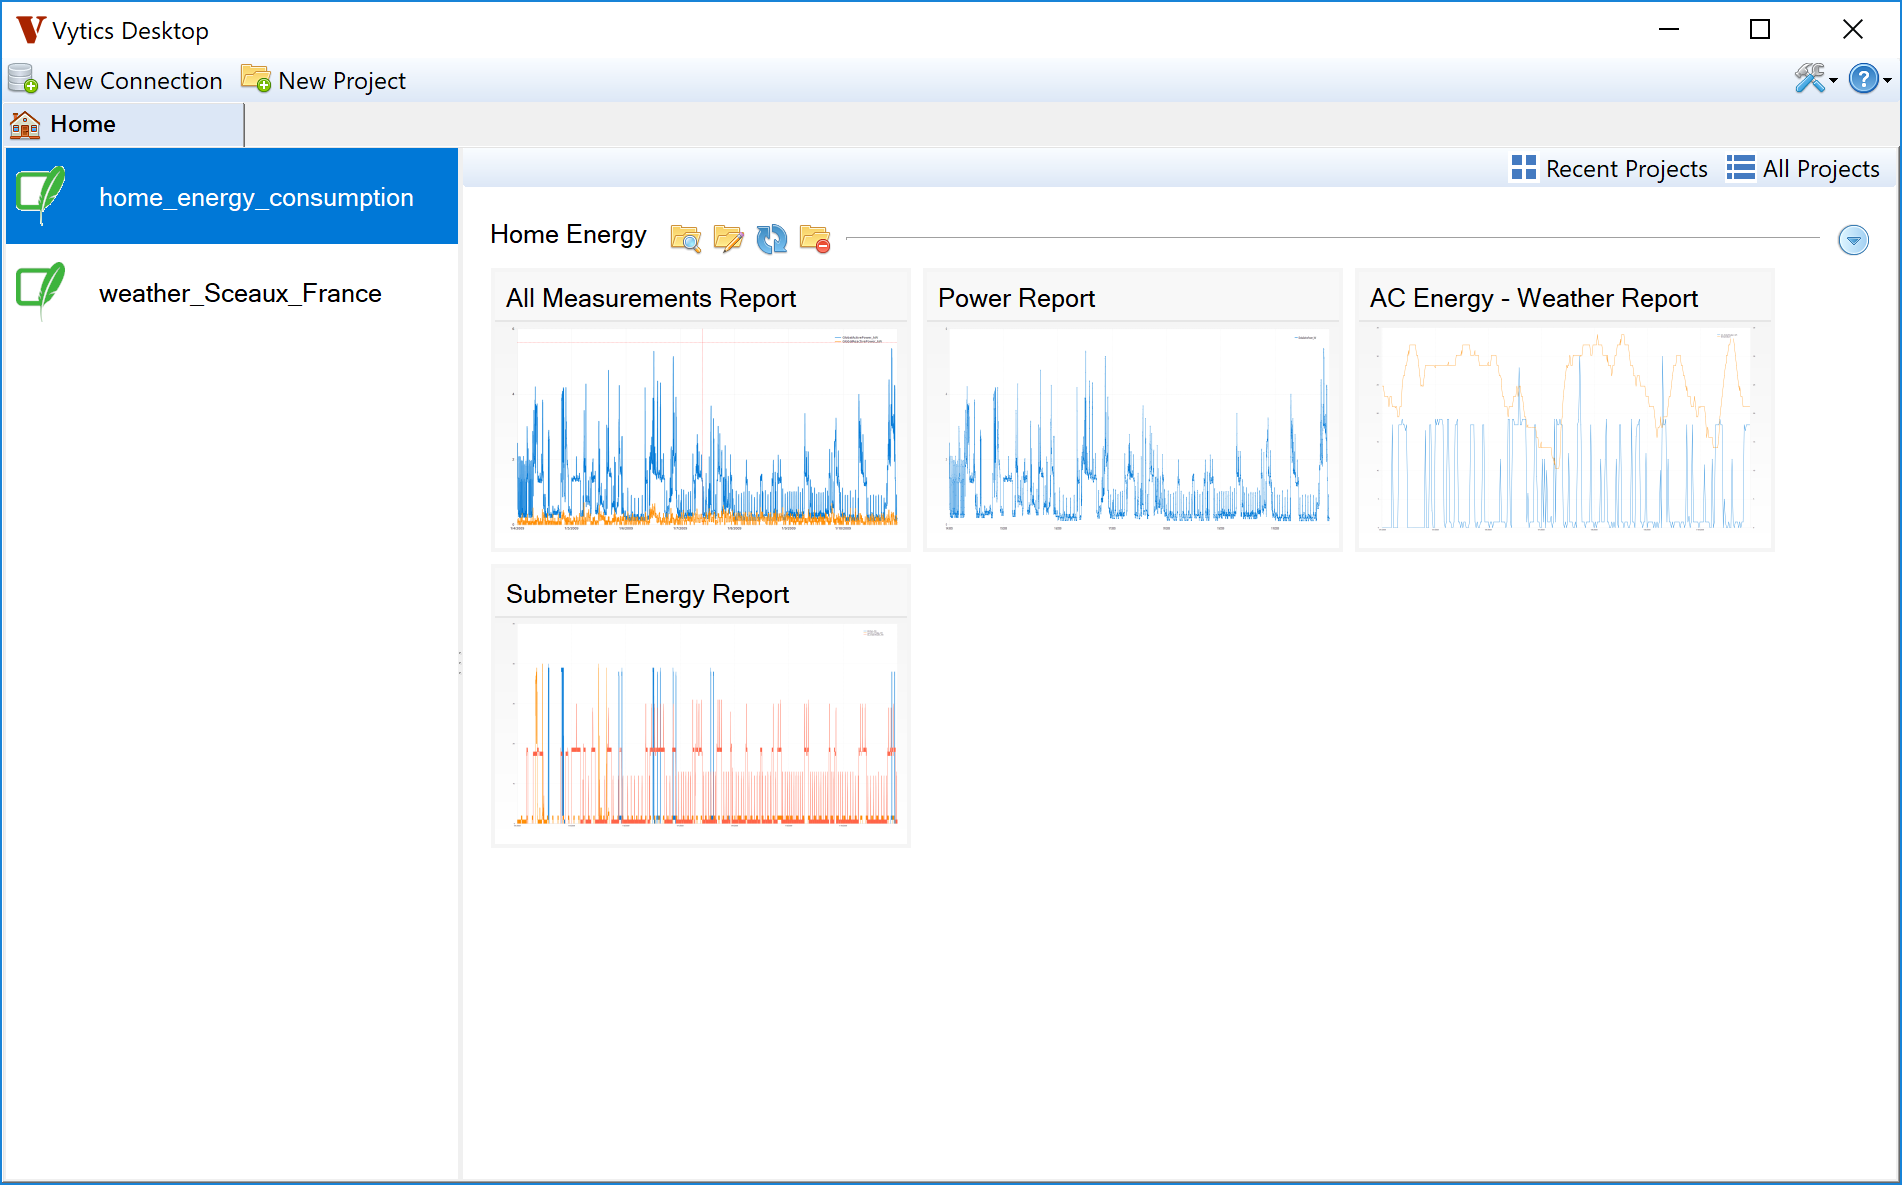 Vytics Desktop
New Connection New Project
Home
Recent Projects All Projects
home_energy_consumption
weather_Sceaux_France
Home Energy
All Measurements Report
Power Report
AC Energy - Weather Report
Submeter Energy Report